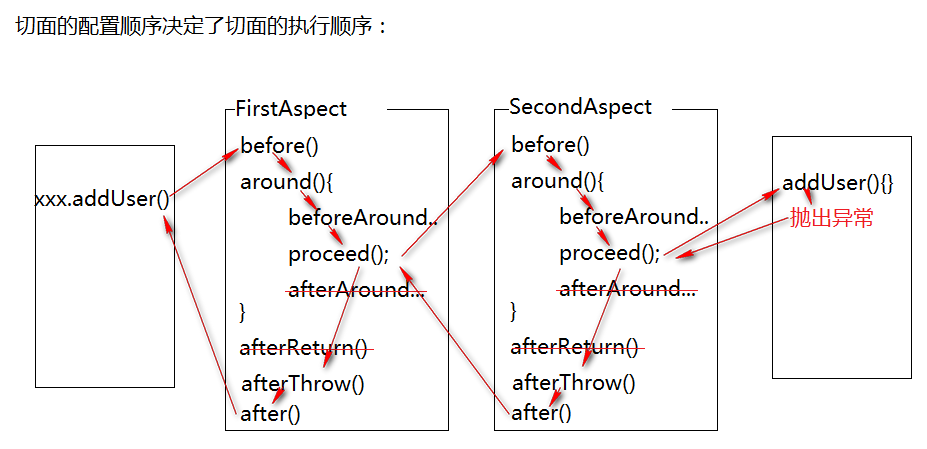 切面的配置顺序决定了切面的执行顺序：
xxx.addUser()
FirstAspect
before()
around(){
beforeAround..
proceed();
afterAround...
}
afterReturn()
afterThrow()
after()
SecondAspect
before()
around(){
beforeAround..
proceed();
afterAround...
}
afterReturn()
afterThrow()
after()
addUser(){}
抛出异常